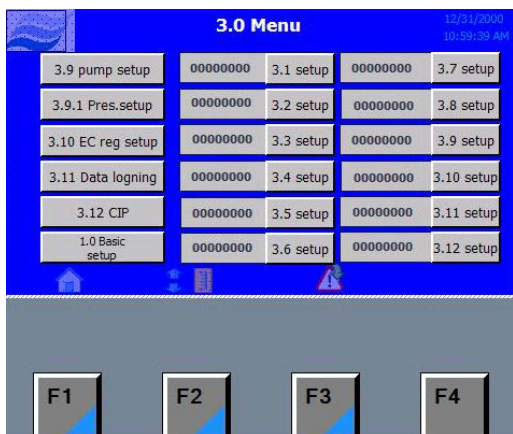 3.0 Menu
12/31/2000
10:59:39 AM
3.9 pump setup 00000000 3.1 setup 00000000 3.7 setup
3.9.1 Pres.setup 00000000 3.2 setup 00000000 3.8 setup
3.10 EC reg setup 00000000 3.3 setup 00000000 3.9 setup
3.11 Data logning 00000000 3.4 setup 00000000 3.10 setup
3.12 CIP 00000000 3.5 setup 00000000 3.11 setup
1.0 Basic
setup 00000000 3.6 setup 00000000 3.12 setup
F1 F2 F3 F4